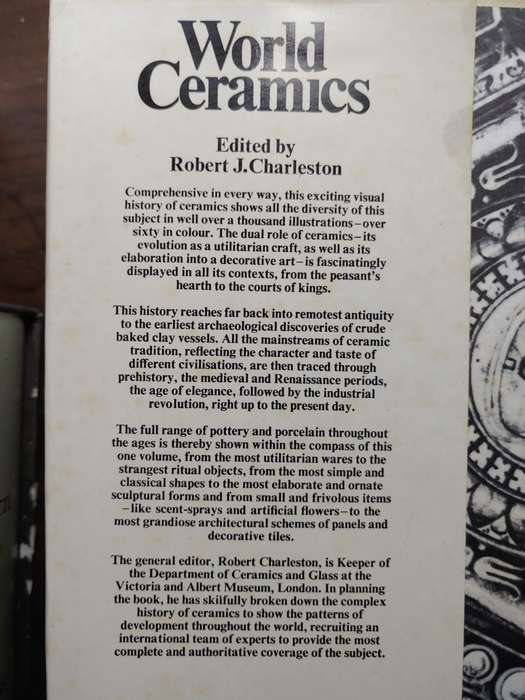 World
Ceramics
Edited by
Robert J. Charleston
Comprehensive in every way, this exciting visual
history of ceramics shows all the diversity of this
subject in well over a thousand illustrations–over
sixty in colour. The dual role of ceramics–its
evolution as a utilitarian craft, as well as its
elaboration into a decorative art–is fascinatingly
displayed in all its contexts, from the peasant's
hearth to the courts of kings.
This history reaches far back into remotest antiquity
to the earliest archaeological discoveries of crude
baked clay vessels. All the mainstreams of ceramic
tradition, reflecting the character and taste of
different civilisations, are then traced through
prehistory, the medieval and Renaissance periods,
the age of elegance, followed by the industrial
revolution, right up to the present day.
The full range of pottery and porcelain throughout
the ages is thereby shown within the compass of this
one volume, from the most utilitarian wares to the
strangest ritual objects, from the most simple and
classical shapes to the most elaborate and ornate
sculptural forms and from small and frivolous items
–like scent-sprays and artificial flowers–to the
most grandiose architectural schemes of panels and
decorative tiles.
The general editor, Robert Charleston, is Keeper of
the Department of Ceramics and Glass at the
Victoria and Albert Museum, London. In planning
the book, he has skilfully broken down the complex
history of ceramics to show the patterns of
development throughout the world, recruiting an
international team of experts to provide the most
complete and authoritative coverage of the subject.